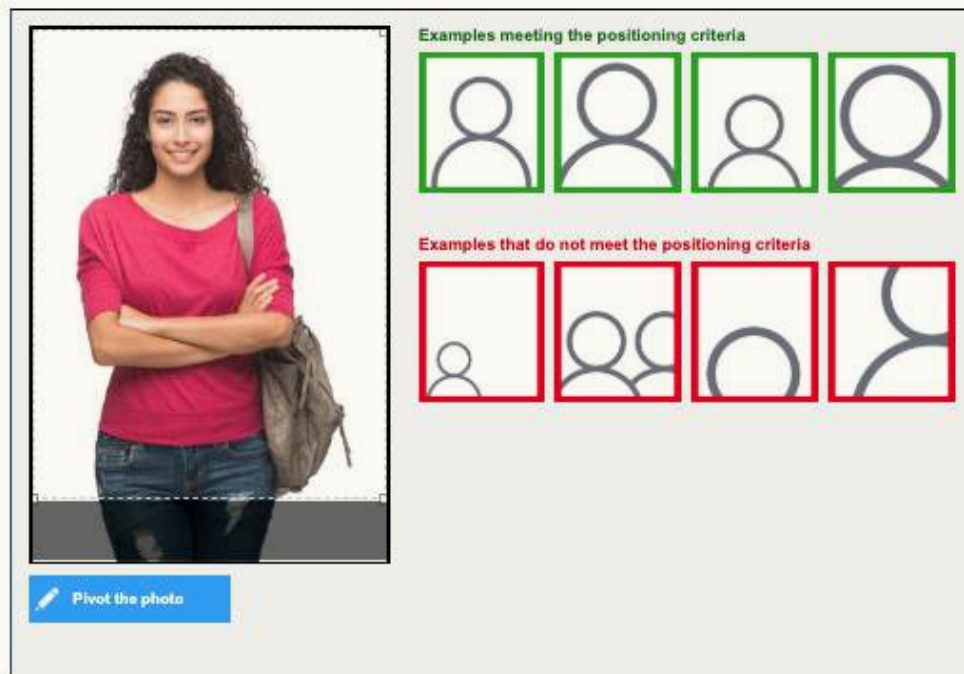 Examples meeting the positioning criteria
Examples that do not meet the positioning criteria
Pivot the photo